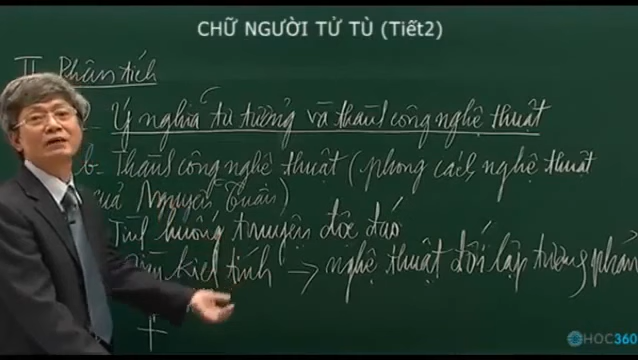 CHỮ NGƯỜI TỬ TÙ (Tiết2)
II Phân tích
Ý nghĩa tư tưởng và thành công nghệ thuật
b- Thành công nghệ thuật (phong cách nghệ thuật
của Nguyễn Tuân)
Tình huống truyện độc đáo
kiệt tính → nghệ thuật đối lập tương phản
+
HOC360